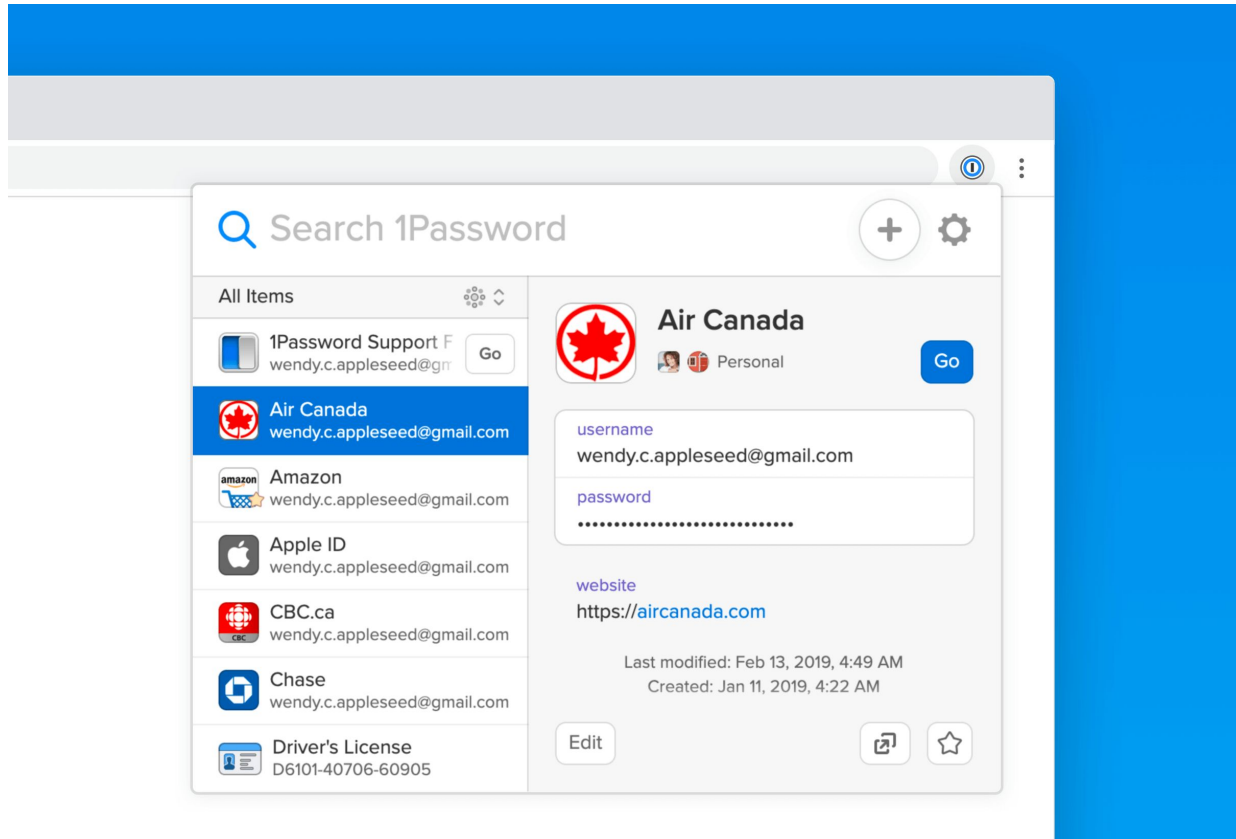 Search 1Password
All Items
1Password Support F
wendy.c.appleseed@gm
Go
Air Canada
wendy.c.appleseed@gmail.com
amazon
Amazon
wendy.c.appleseed@gmail.com
Apple ID
wendy.c.appleseed@gmail.com
CBC
CBC.ca
wendy.c.appleseed@gmail.com
Chase
wendy.c.appleseed@gmail.com
Driver's License
D6101-40706-60905
Air Canada
Personal
Go
username
wendy.c.appleseed@gmail.com
password
••••••••••••••••••••••••••••••
website
https://aircanada.com
Last modified: Feb 13, 2019, 4:49 AM
Created: Jan 11, 2019, 4:22 AM
Edit